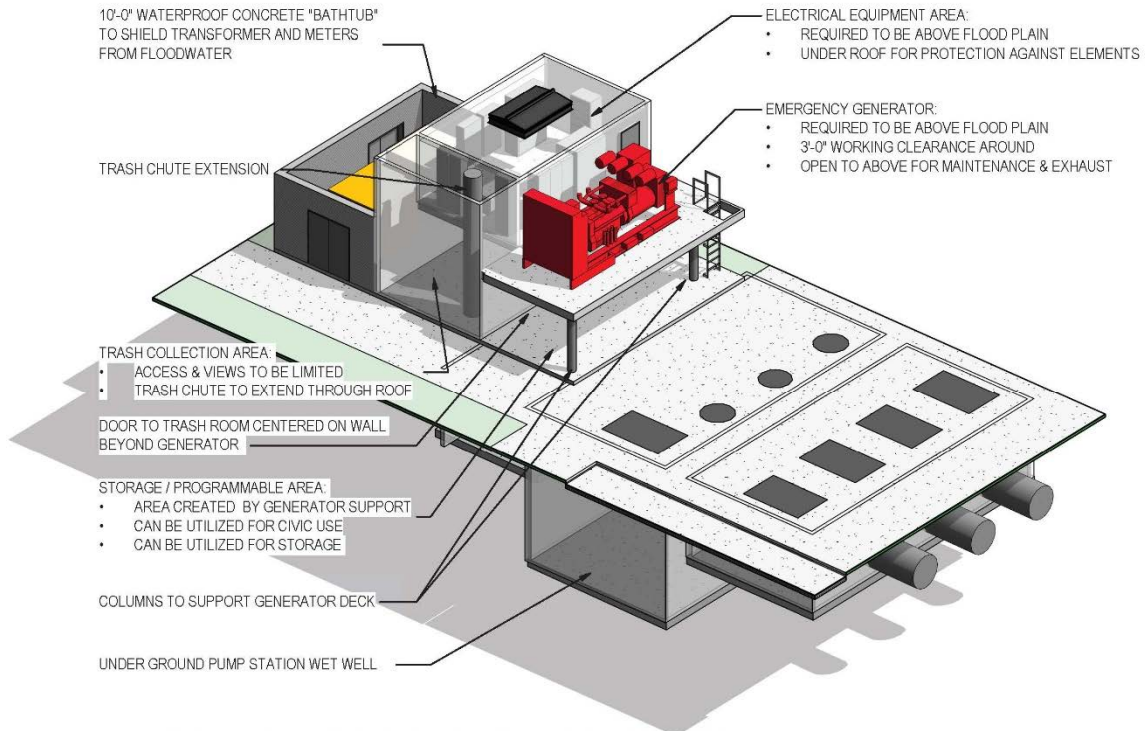 10'-0" WATERPROOF CONCRETE "BATHTUB"
TO SHIELD TRANSFORMER AND METERS
FROM FLOODWATER
TRASH CHUTE EXTENSION
TRASH COLLECTION AREA:
• ACCESS & VIEWS TO BE LIMITED
• TRASH CHUTE TO EXTEND THROUGH ROOF
DOOR TO TRASH ROOM CENTERED ON WALL
BEYOND GENERATOR
STORAGE / PROGRAMMABLE AREA:
• AREA CREATED BY GENERATOR SUPPORT
• CAN BE UTILIZED FOR CIVIC USE
• CAN BE UTILIZED FOR STORAGE
COLUMNS TO SUPPORT GENERATOR DECK
UNDER GROUND PUMP STATION WET WELL
ELECTRICAL EQUIPMENT AREA:
• REQUIRED TO BE ABOVE FLOOD PLAIN
• UNDER ROOF FOR PROTECTION AGAINST ELEMENTS
EMERGENCY GENERATOR:
• REQUIRED TO BE ABOVE FLOOD PLAIN
• 3'-0" WORKING CLEARANCE AROUND
• OPEN TO ABOVE FOR MAINTENANCE & EXHAUST